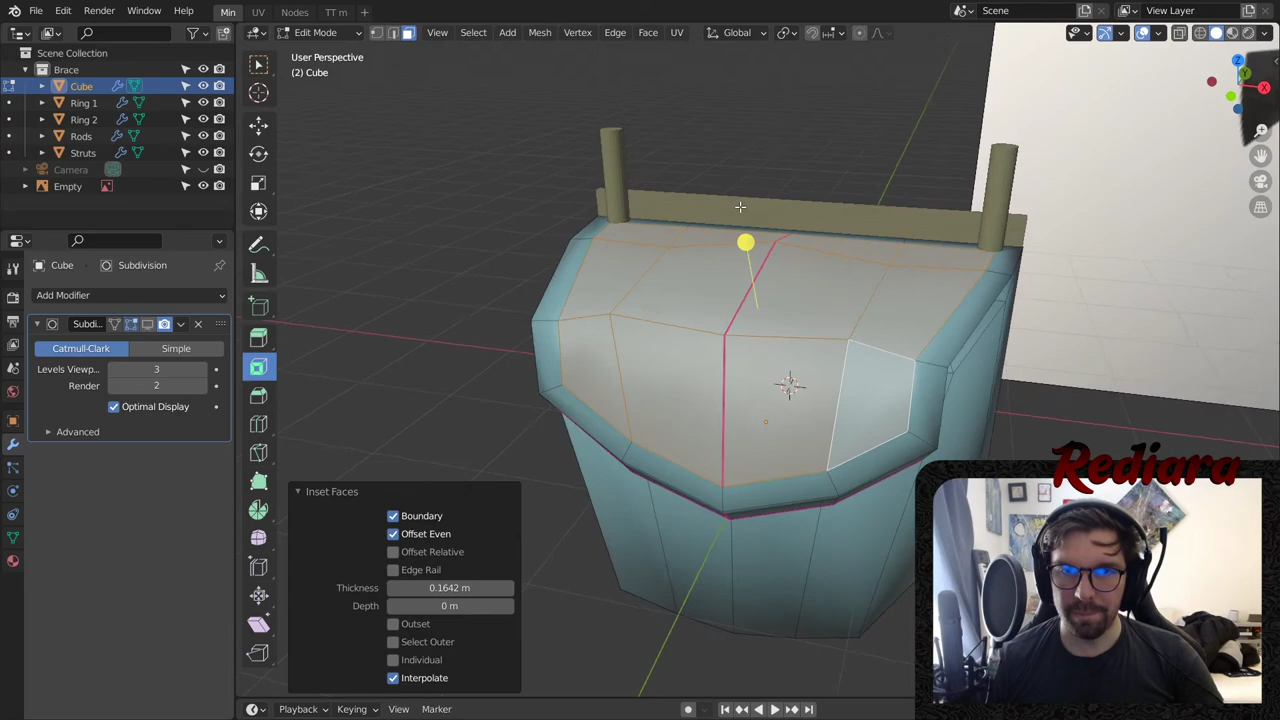 File Edit Render Window Help Min UV Nodes TT m + Scene View Layer
Edit Mode View Select Add Mesh Vertex Edge Face UV Global
User Perspective
(2) Cube
Scene Collection
Brace
Cube
Ring 1
Ring 2
Rods
Struts
Camera
Empty
Z
Y
X
Cube Subdivision
Add Modifier
Subdi
Catmull-Clark Simple
Levels Viewp… 3
Render 2
Optimal Display
Advanced
Inset Faces
Boundary
Offset Even
Offset Relative
Edge Rail
Thickness 0.1642 m
Depth 0 m
Outset
Select Outer
Individual
Interpolate
Rediara
Playback Keying View Marker